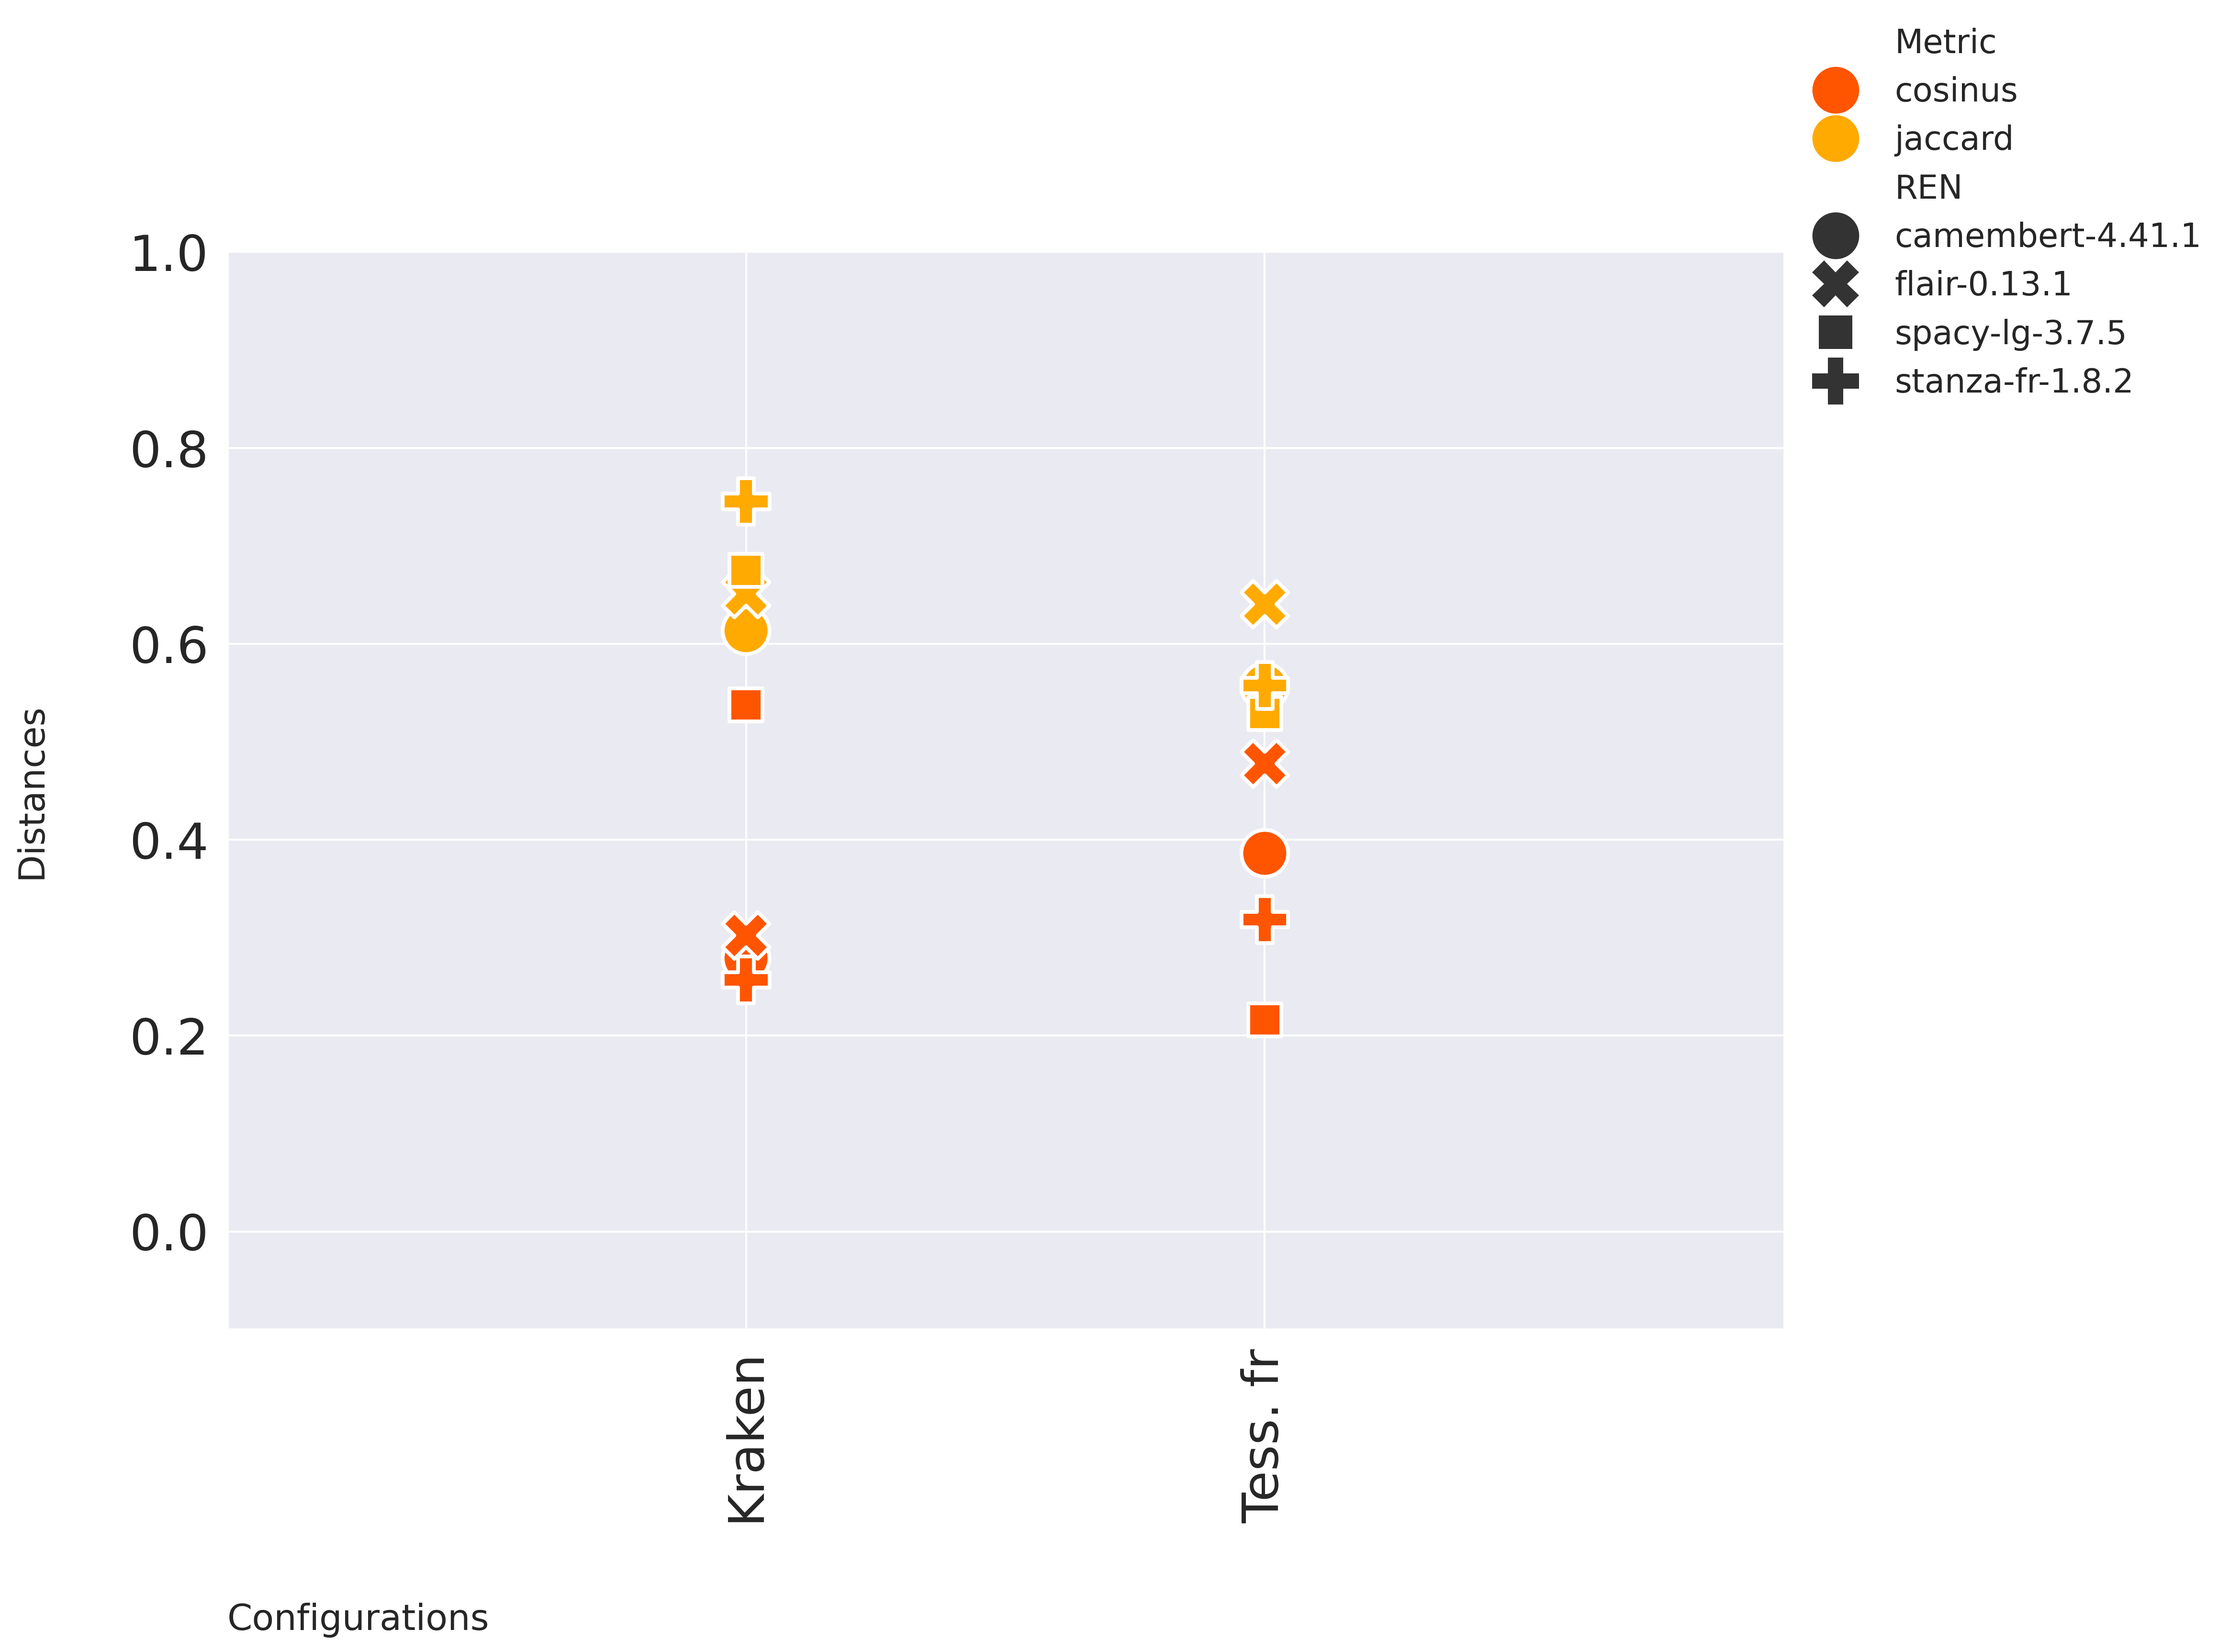 Metric
cosinus
jaccard
REN
camembert-4.41.1
flair-0.13.1
spacy-lg-3.7.5
stanza-fr-1.8.2
1.0
0.8
0.6
0.4
0.2
0.0
Distances
Kraken
Tess. fr
Configurations